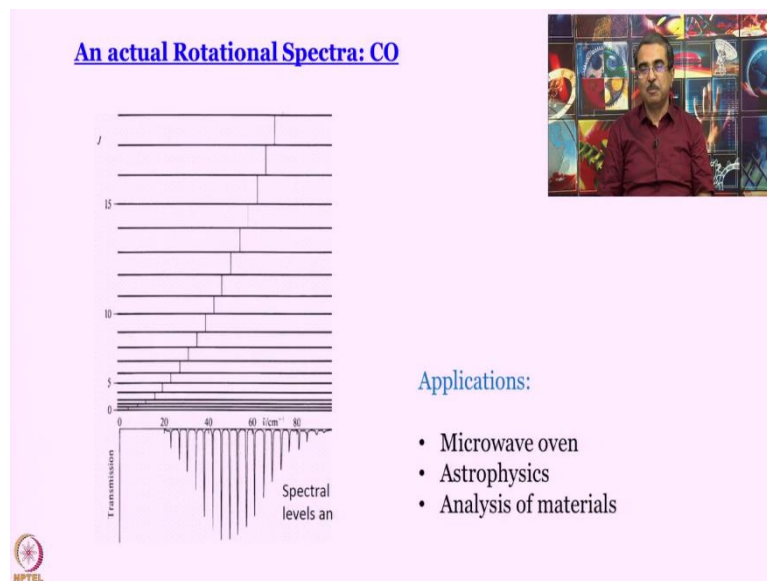 An actual Rotational Spectra: CO
J
15
10
5
0
0 20 40 60 ν̃/cm⁻¹ 80
Transmission
Spectral
levels an
Applications:
• Microwave oven
• Astrophysics
• Analysis of materials
NPTEL